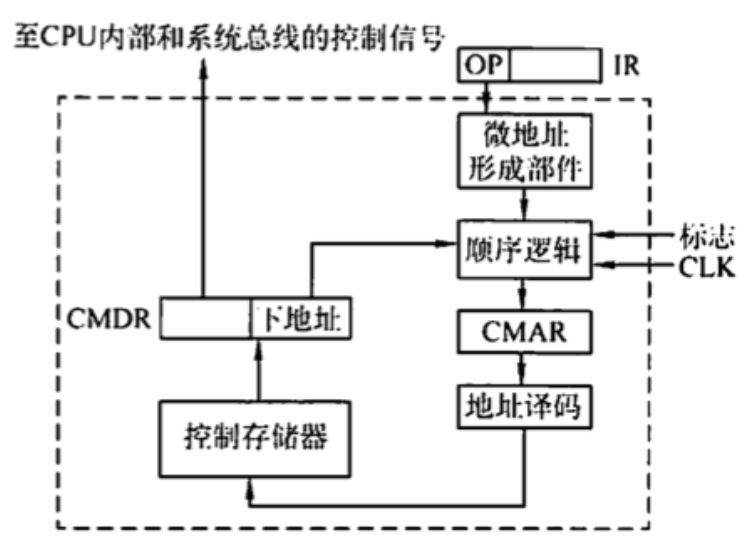 至CPU内部和系统总线的控制信号
OP
IR
微地址
形成部件
顺序逻辑
标志
CLK
CMDR
下地址
CMAR
控制存储器
地址译码